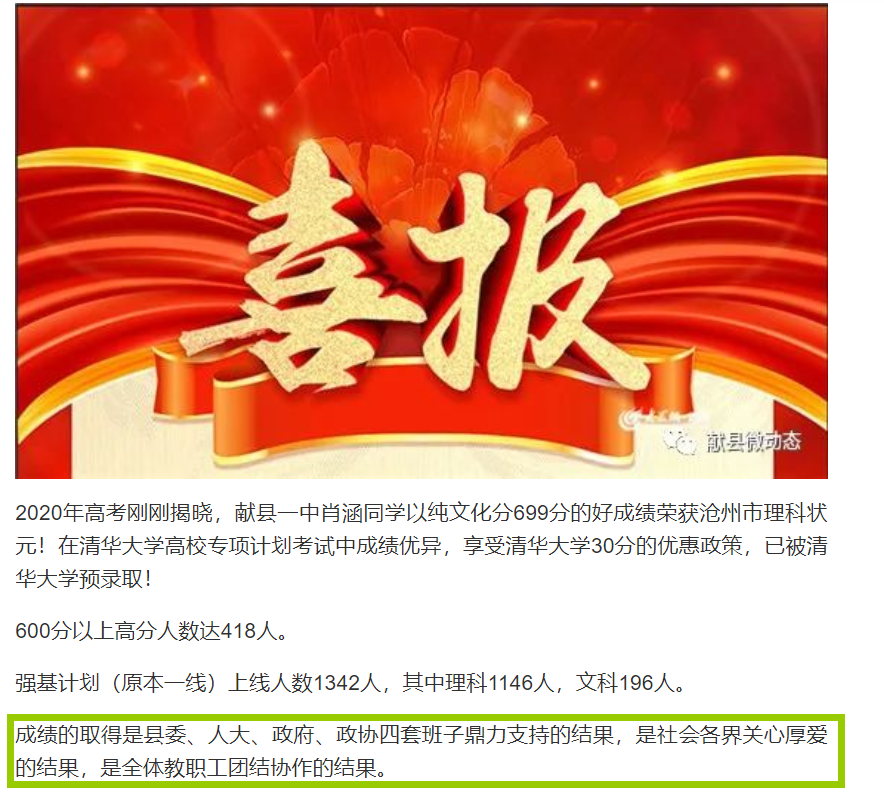 喜报
献县微动态
2020年高考刚刚揭晓，献县一中肖涵同学以纯文化分699分的好成绩荣获沧州市理科状
元！在清华大学高校专项计划考试中成绩优异，享受清华大学30分的优惠政策，已被清
华大学预录取！
600分以上高分人数达418人。
强基计划（原本一线）上线人数1342人，其中理科1146人，文科196人。
成绩的取得是县委、人大、政府、政协四套班子鼎力支持的结果，是社会各界关心厚爱
的结果，是全体教职工团结协作的结果。